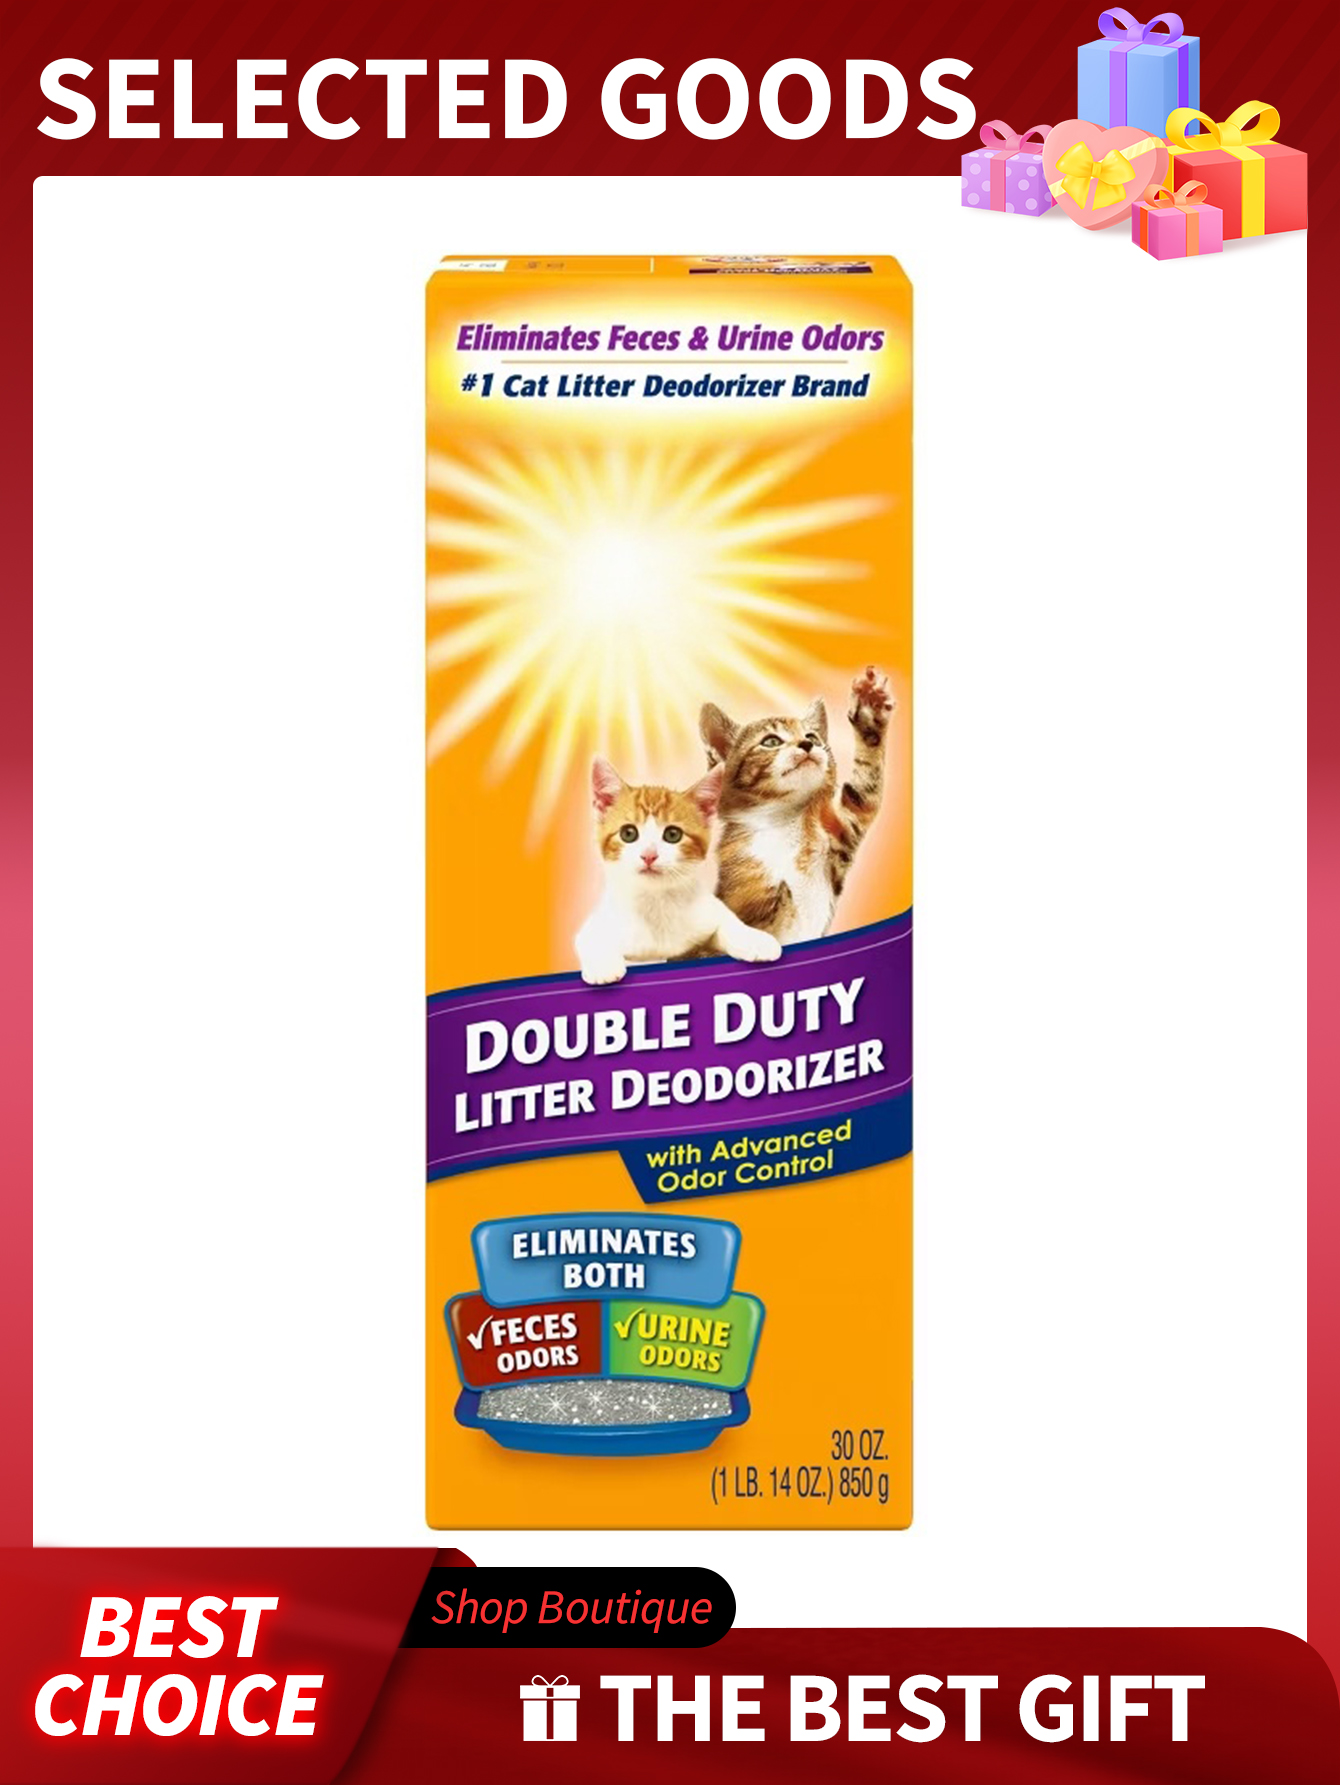 SELECTED GOODS
Eliminates Feces & Urine Odors
#1 Cat Litter Deodorizer Brand
DOUBLE DUTY
LITTER DEODORIZER
with Advanced
Odor Control
ELIMINATES
BOTH
✓FECES
ODORS
✓URINE
ODORS
30 OZ.
(1 LB. 14 OZ.) 850 g
Shop Boutique
BEST
CHOICE
THE BEST GIFT